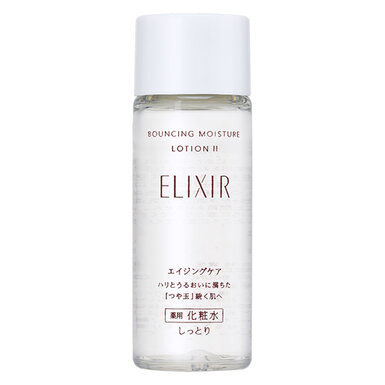 BOUNCING MOISTURE
LOTION II
ELIXIR
エイジングケア
ハリとうるおいに満ちた
「つや玉」続く肌へ
薬用 化粧水
しっとり